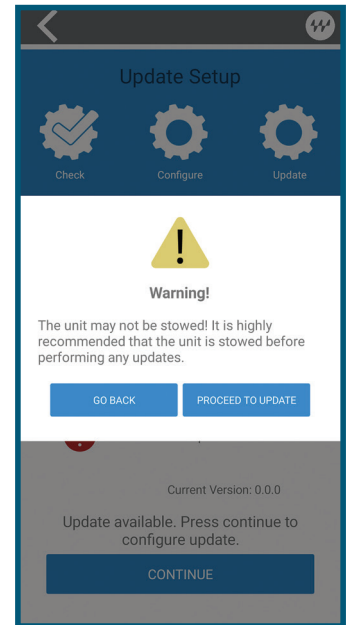 Update Setup
Check
Configure
Update
Warning!
The unit may not be stowed! It is highly
recommended that the unit is stowed before
performing any updates.
GO BACK
PROCEED TO UPDATE
Current Version: 0.0.0
Update available. Press continue to
configure update.
CONTINUE